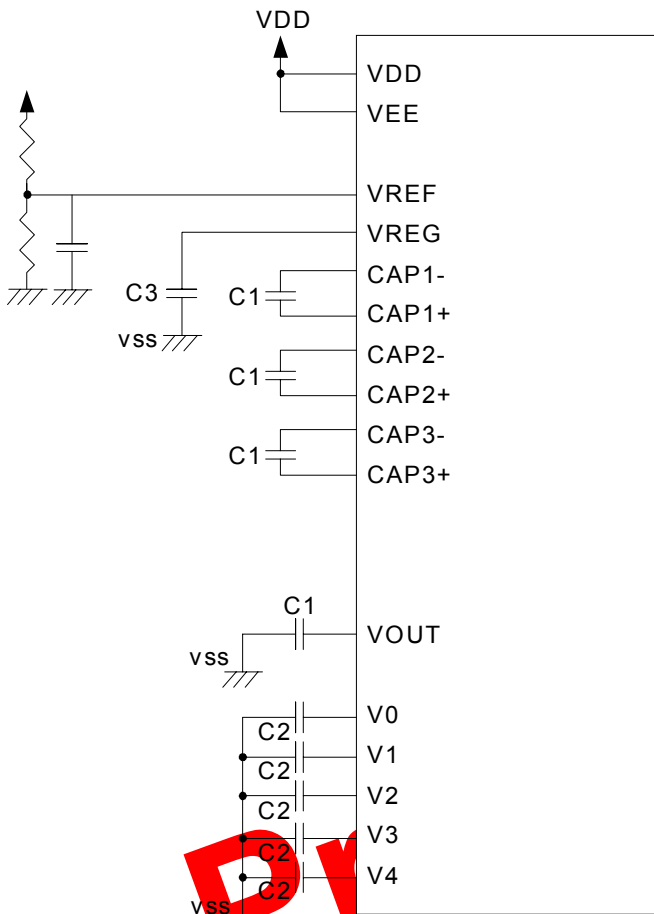 VDD
VDD
VEE
VREF
VREG
CAP1-
C3
C1
vss
CAP1+
CAP2-
C1
CAP2+
CAP3-
C1
CAP3+
C1
VOUT
vss
V0
C2
V1
C2
V2
C2
V3
C2
V4
C2
vss
Pr